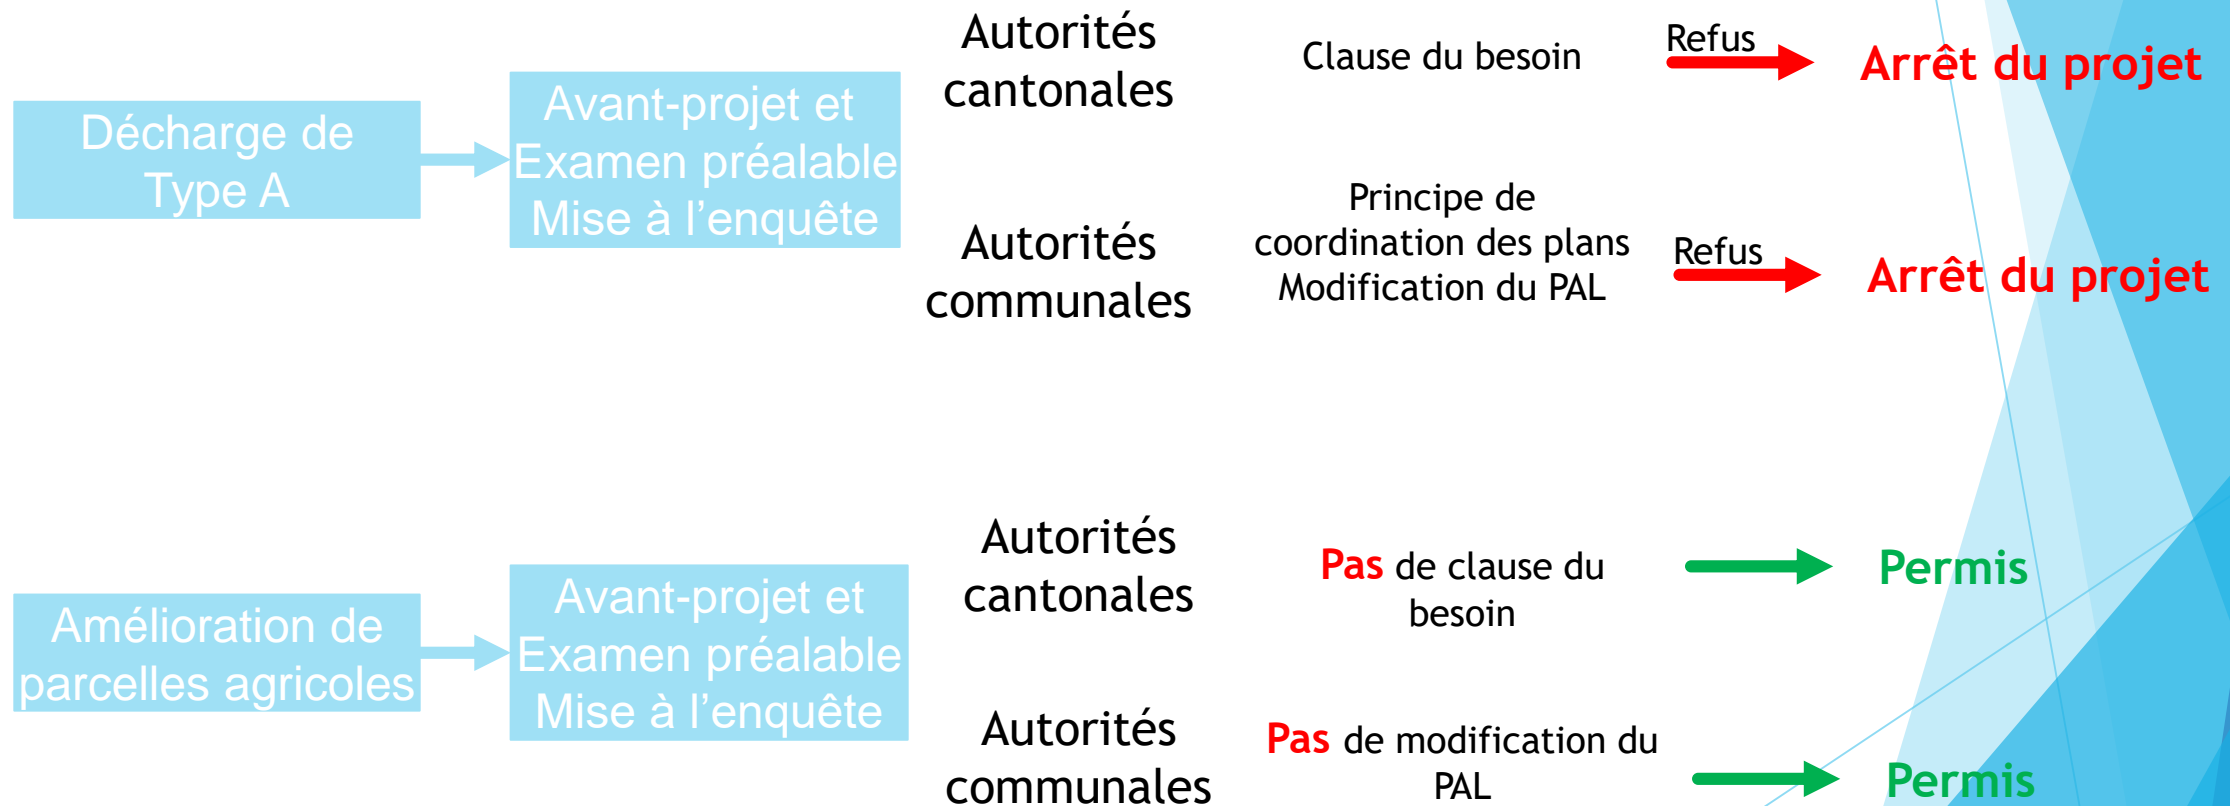 Décharge de
Type A
Avant-projet et
Examen préalable
Mise à l’enquête
Autorités
cantonales
Clause du besoin
Refus
Arrêt du projet
Autorités
communales
Principe de
coordination des plans
Modification du PAL
Refus
Arrêt du projet
Amélioration de
parcelles agricoles
Avant-projet et
Examen préalable
Mise à l’enquête
Autorités
cantonales
Pas de clause du
besoin
Permis
Autorités
communales
Pas de modification du
PAL
Permis